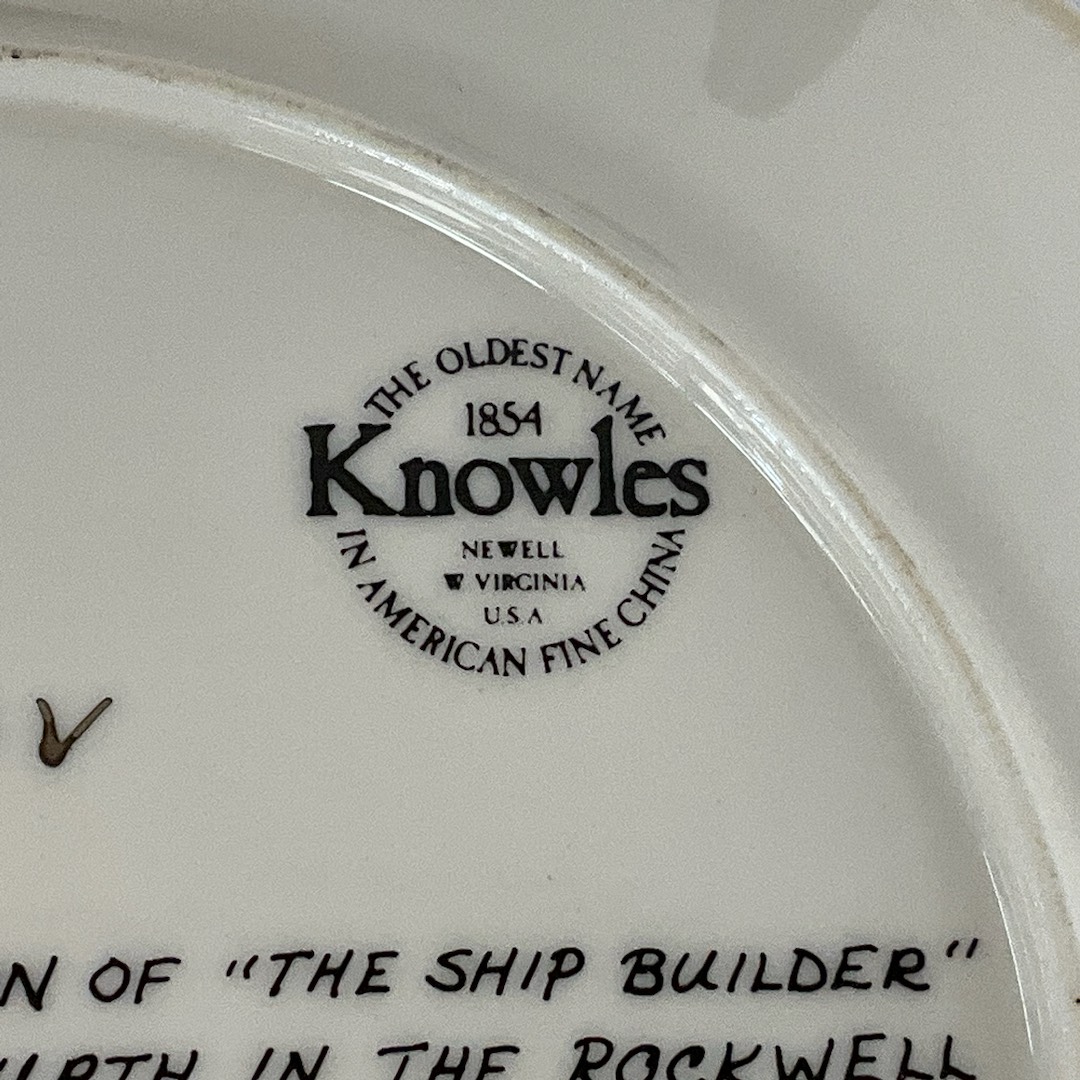 THE OLDEST NAME
1854
Knowles
NEWELL
W VIRGINIA
U.S.A
IN AMERICAN FINE CHINA
V
OF "THE SHIP BUILDER"
IN THE ROCKWELL